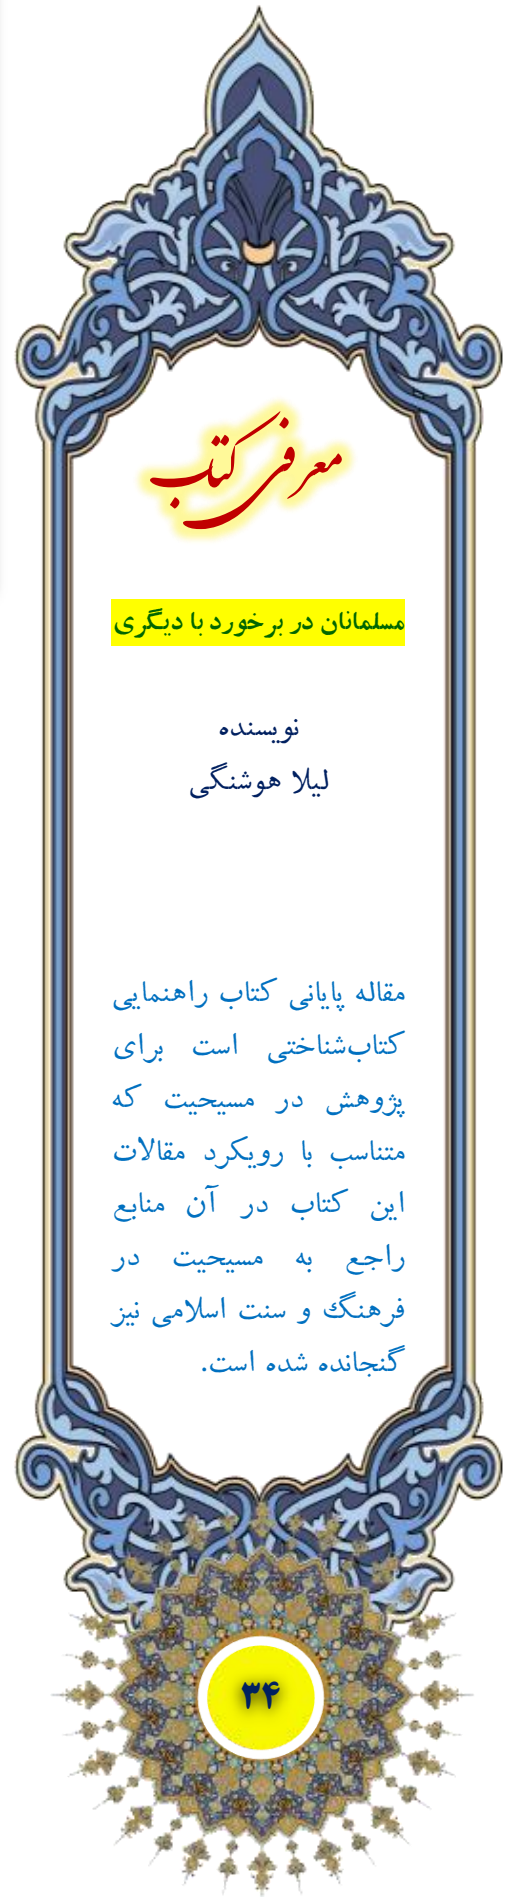 معرفی کتاب
مسلمانان در برخورد با دیگری
نویسنده
لیلا هوشنگی
مقاله پایانی کتاب راهنمایی
کتاب‌شناختی است برای
پژوهش در مسیحیت که
متناسب با رویکرد مقالات
این کتاب در آن منابع
راجع به مسیحیت در
فرهنگ و سنت اسلامی نیز
گنجانده شده است.
۳۴